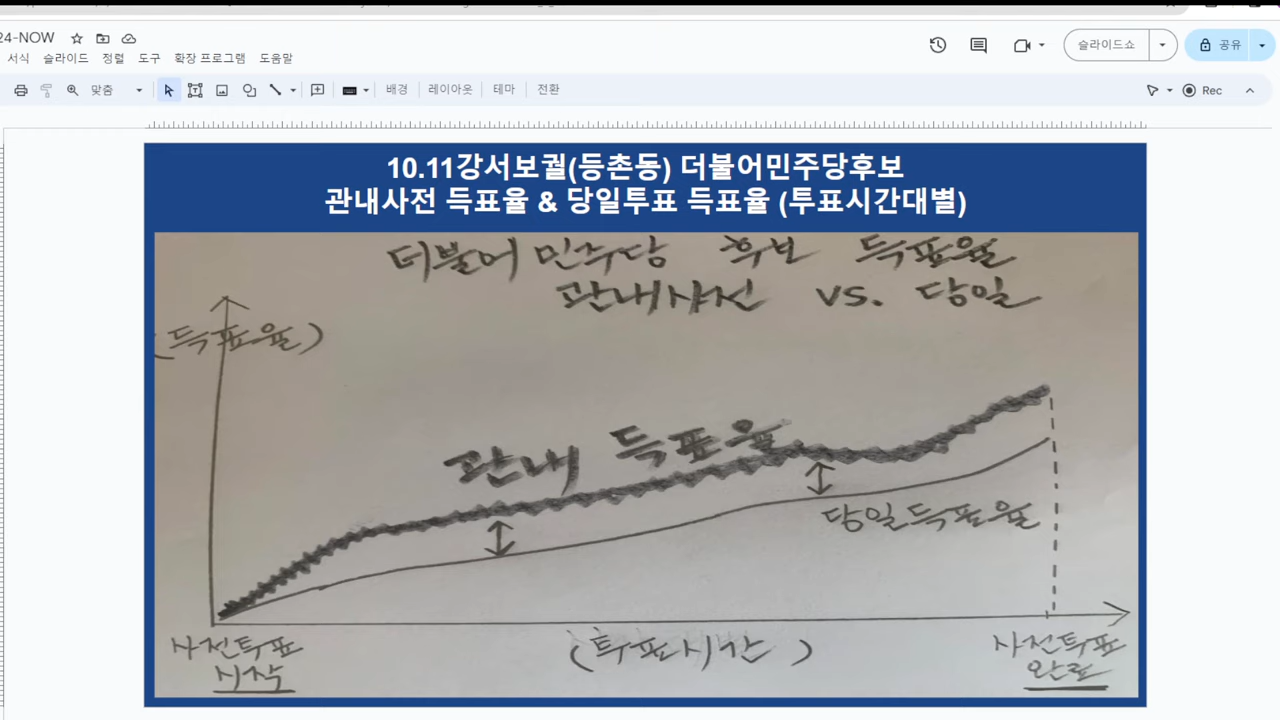 24-NOW
서식 슬라이드 정렬 도구 확장 프로그램 도움말
슬라이드쇼
공유
맞춤
배경 레이아웃 테마 전환
Rec
10.11강서보궐(등촌동) 더불어민주당후보
관내사전 득표율 & 당일투표 득표율 (투표시간대별)
더불어민주당 후보 득표율
관내사전 vs. 당일
(득표율)
관내 득표율
당일득표율
사전투표
시작
(투표시간)
사전투표
완료